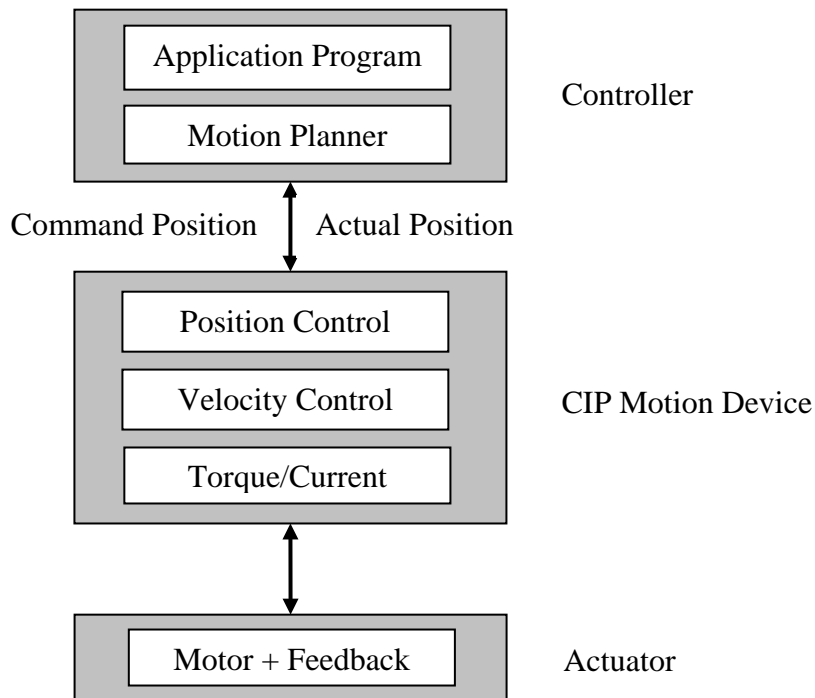 Application Program
Controller
Motion Planner
Command Position
Actual Position
Position Control
Velocity Control
CIP Motion Device
Torque/Current
Motor + Feedback
Actuator